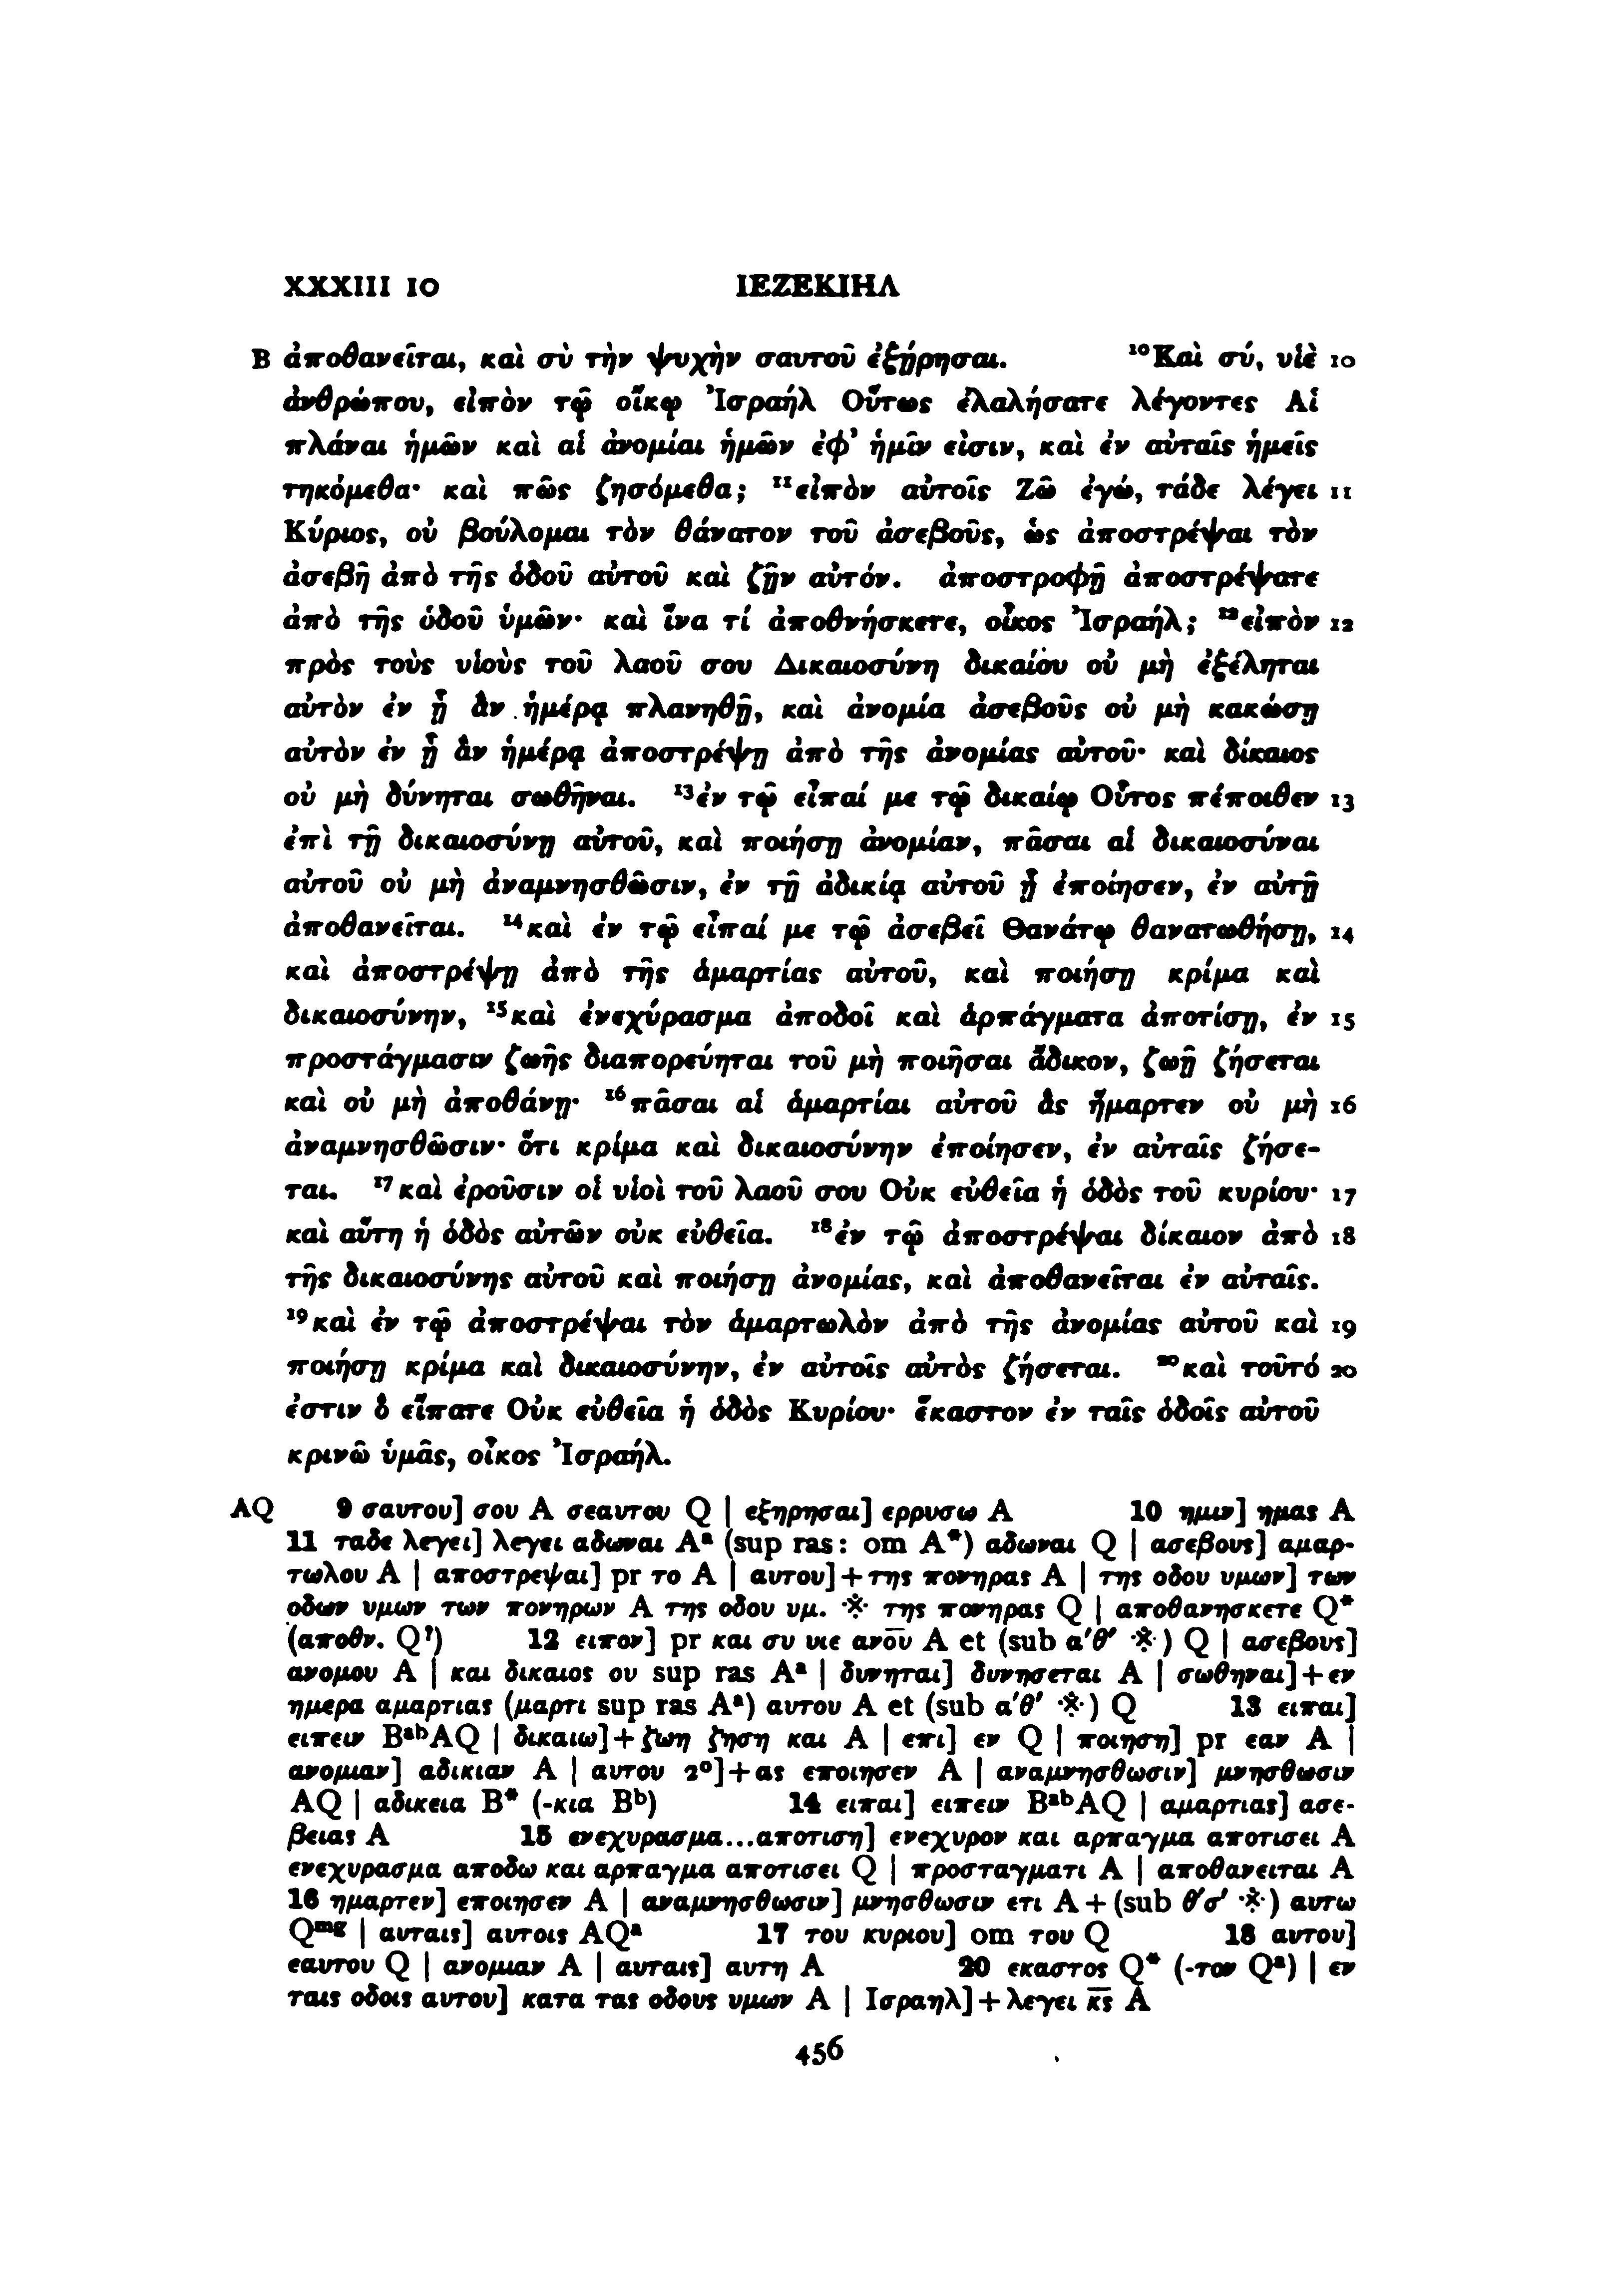 XXXIII 10 ΙΕΖΕΚΙΗΛ
B ἀποθανεῖται, καὶ σὺ τὴν ψυχὴν σαυτοῦ ἐξῄρησαι. ¹⁰Καὶ σύ, υἱὲ 10
ἀνθρώπου, εἰπὸν τῷ οἴκῳ Ἰσραήλ Οὕτως ἐλαλήσατε λέγοντες Αἱ
πλάναι ἡμῶν καὶ αἱ ἀνομίαι ἡμῶν ἐφ’ ἡμῖν εἰσιν, καὶ ἐν αὐταῖς ἡμεῖς
τηκόμεθα· καὶ πῶς ζησόμεθα; ¹¹εἰπὸν αὐτοῖς Ζῶ ἐγώ, τάδε λέγει 11
Κύριος, οὐ βούλομαι τὸν θάνατον τοῦ ἀσεβοῦς, ὡς ἀποστρέψαι τὸν
ἀσεβῆ ἀπὸ τῆς ὁδοῦ αὐτοῦ καὶ ζῇν αὐτόν. ἀποστροφῇ ἀποστρέψατε
ἀπὸ τῆς ὁδοῦ ὑμῶν· καὶ ἵνα τί ἀποθνήσκετε, οἶκος Ἰσραήλ; ¹²εἰπὸν 12
πρὸς τοὺς υἱοὺς τοῦ λαοῦ σου Δικαιοσύνη δικαίου οὐ μὴ ἐξέληται
αὐτὸν ἐν ᾗ ἂν ἡμέρᾳ πλανηθῇ, καὶ ἀνομία ἀσεβοῦς οὐ μὴ κακώσῃ
αὐτὸν ἐν ᾗ ἂν ἡμέρᾳ ἀποστρέψῃ ἀπὸ τῆς ἀνομίας αὐτοῦ· καὶ δίκαιος
οὐ μὴ δύνηται σωθῆναι. ¹³ἐν τῷ εἶπαί με τῷ δικαίῳ Οὗτος πέποιθεν 13
ἐπὶ τῇ δικαιοσύνῃ αὐτοῦ, καὶ ποιήσῃ ἀνομίαν, πᾶσαι αἱ δικαιοσύναι
αὐτοῦ οὐ μὴ ἀναμνησθῶσιν, ἐν τῇ ἀδικίᾳ αὐτοῦ ᾗ ἐποίησεν, ἐν αὐτῇ
ἀποθανεῖται. ¹⁴καὶ ἐν τῷ εἶπαί με τῷ ἀσεβεῖ Θανάτῳ θανατωθήσῃ, 14
καὶ ἀποστρέψῃ ἀπὸ τῆς ἁμαρτίας αὐτοῦ, καὶ ποιήσῃ κρίμα καὶ
δικαιοσύνην, ¹⁵καὶ ἐνεχύρασμα ἀποδοῖ καὶ ἁρπάγματα ἀποτίσῃ, ἐν 15
προστάγμασιν ζωῆς διαπορεύηται τοῦ μὴ ποιῆσαι ἄδικον, ζωῇ ζήσεται
καὶ οὐ μὴ ἀποθάνῃ· ¹⁶πᾶσαι αἱ ἁμαρτίαι αὐτοῦ ἃς ἥμαρτεν οὐ μὴ 16
ἀναμνησθῶσιν· ὅτι κρίμα καὶ δικαιοσύνην ἐποίησεν, ἐν αὐταῖς ζήσε-
ται. ¹⁷καὶ ἐροῦσιν οἱ υἱοὶ τοῦ λαοῦ σου Οὐκ εὐθεῖα ἡ ὁδὸς τοῦ κυρίου· 17
καὶ αὕτη ἡ ὁδὸς αὐτῶν οὐκ εὐθεῖα. ¹⁸ἐν τῷ ἀποστρέψαι δίκαιον ἀπὸ 18
τῆς δικαιοσύνης αὐτοῦ καὶ ποιήσῃ ἀνομίας, καὶ ἀποθανεῖται ἐν αὐταῖς.
¹⁹καὶ ἐν τῷ ἀποστρέψαι τὸν ἁμαρτωλὸν ἀπὸ τῆς ἀνομίας αὐτοῦ καὶ 19
ποιήσῃ κρίμα καὶ δικαιοσύνην, ἐν αὐτοῖς αὐτὸς ζήσεται. ²⁰καὶ τοῦτό 20
ἐστιν ὃ εἴπατε Οὐκ εὐθεῖα ἡ ὁδὸς Κυρίου· ἕκαστον ἐν ταῖς ὁδοῖς αὐτοῦ
κρινῶ ὑμᾶς, οἶκος Ἰσραήλ.
AQ 9 σαυτου] σου A σεαυτου Q | εξηρησαι] ερρυσω A 10 ημιν] ημας A
11 ταδε λεγει] λεγει αδωναι Aᵃ (sup ras: om A*) αδωναι Q | ασεβους] αμαρ-
τωλου A | αποστρεψαι] pr το A | αυτου]+της πονηρας A | της οδου υμων] των
οδων υμων των πονηρων A της οδου υμ. ※ της πονηρας Q | αποθανησκετε Q*
(αποθν. Q?) 12 ειπον] pr και συ υιε ανο̅υ̅ A et (sub α′θ′ ※) Q | ασεβους]
ανομου A | και δικαιος ου sup ras Aᵃ | δυνηται] δυνησεται A | σωθηναι]+εν
ημερα αμαρτιας (μαρτι sup ras Aᵃ) αυτου A et (sub α′θ′ ※) Q 13 ειπαι]
ειπειν BᵃᵇAQ | δικαιω]+ζωη ζηση και A | επι] εν Q | ποιηση] pr εαν A |
ανομιαν] αδικιαν A | αυτου 2º]+ας εποιησεν A | αναμνησθωσιν] μνησθωσιν
AQ | αδικεια B* (-κια Bᵇ) 14 ειπαι] ειπειν BᵃᵇAQ | αμαρτιας] ασε-
βειας A 15 ενεχυρασμα...αποτιση] ενεχυρον και αρπαγμα αποτισει A
ενεχυρασμα αποδω και αρπαγμα αποτισει Q | προσταγματι A | αποθανειται A
16 ημαρτεν] εποιησεν A | αναμνησθωσιν] μνησθωσιν ετι A+(sub θ′σ′ ※) αυτω
Qᵐᵍ | αυταις] αυτοις AQᵃ 17 του κυριου] om του Q 18 αυτου]
εαυτου Q | ανομιαν A | αυταις] αυτη A 20 εκαστος Q* (-τον Qᵃ) | εν
ταις οδοις αυτου] κατα τας οδους υμων A | Ισραηλ]+λεγει κ̅ς̅ A
456